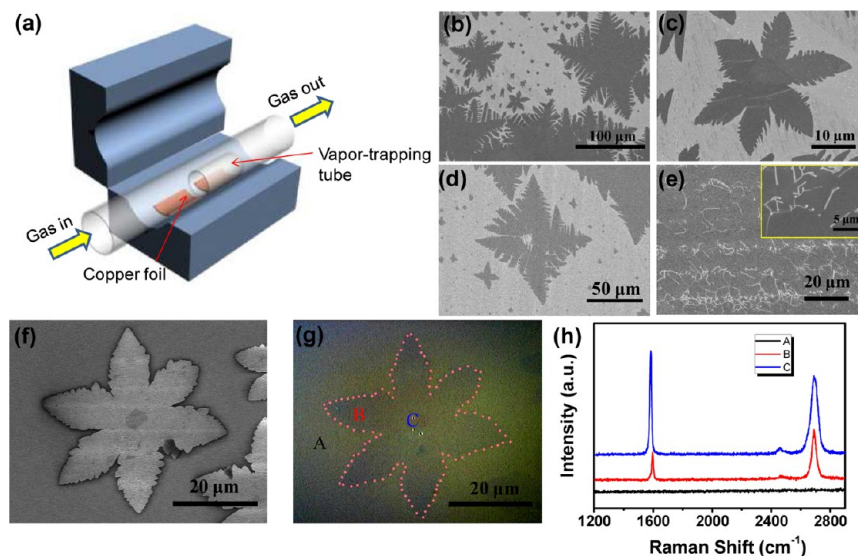 (a)
Gas out
Vapor-trapping
tube
Gas in
Copper foil
(b)
100 µm
(c)
10 µm
(d)
50 µm
(e)
5 µm
20 µm
(f)
20 µm
(g)
A
B
C
20 µm
(h)
A
B
C
Intensity (a.u.)
1200 1600 2000 2400 2800
Raman Shift (cm-1)